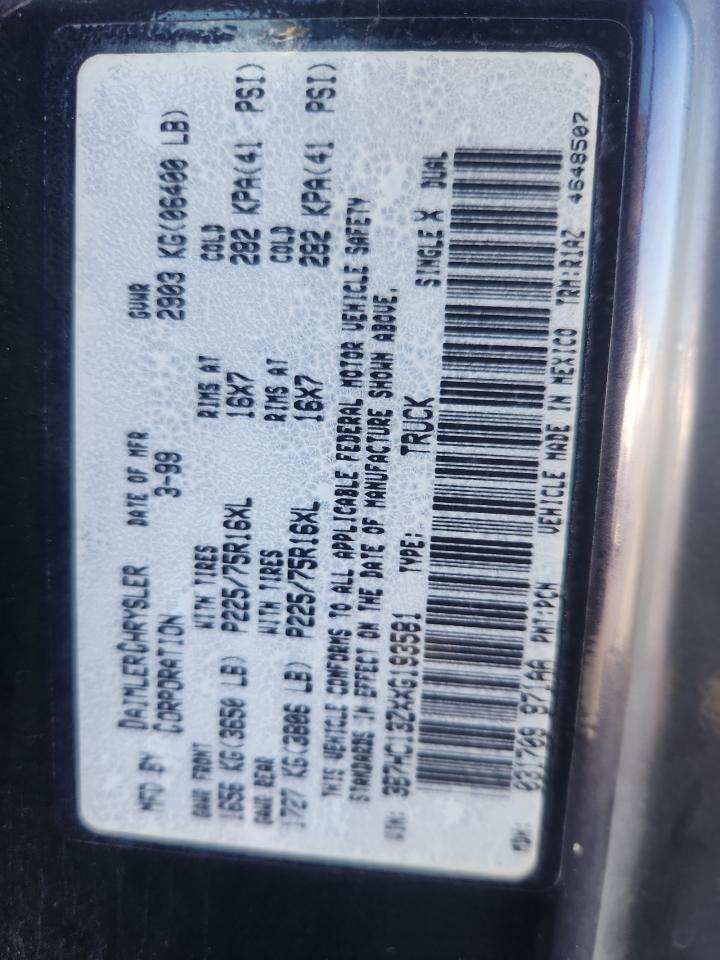 MFD BY DAIMLERCHRYSLER CORPORATION DATE OF MFR 3-99 GVWR 2903 KG(06400 LB)
GAWR FRONT WITH TIRES RIMS AT COLD
1656 KG(3650 LB) P225/75R16XL 16X7 282 KPA(41 PSI)
GAWR REAR WITH TIRES RIMS AT COLD
1727 KG(3806 LB) P225/75R16XL 16X7 282 KPA(41 PSI)
THIS VEHICLE CONFORMS TO ALL APPLICABLE FEDERAL MOTOR VEHICLE SAFETY
STANDARDS IN EFFECT ON THE DATE OF MANUFACTURE SHOWN ABOVE.
VIN: 3B7HC13ZXXG193581 TYPE: TRUCK SINGLE X DUAL
MDH: 031709 971AA PNT:PCN VEHICLE MADE IN MEXICO TRM:R1AZ 4648507